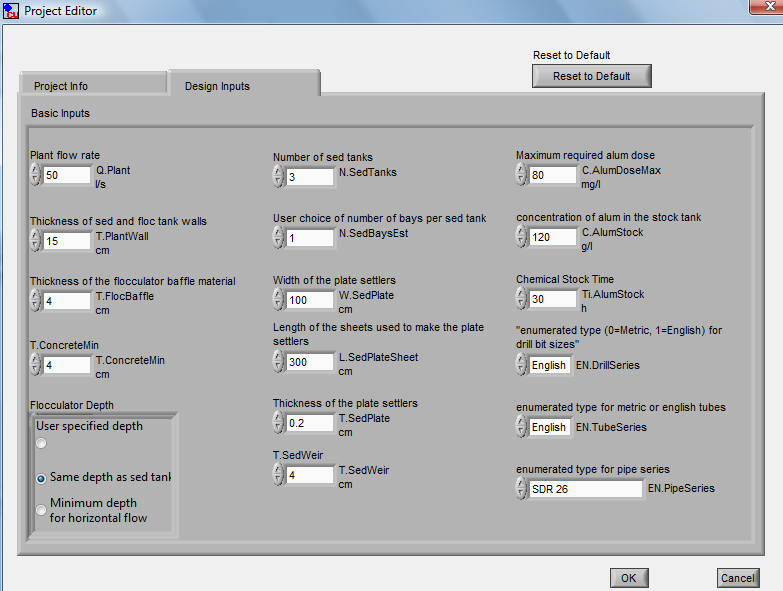 Project Editor
Reset to Default
Reset to Default
Project Info
Design Inputs
Basic Inputs
Plant flow rate
50
Q.Plant
l/s
Thickness of sed and floc tank walls
15
T.PlantWall
cm
Thickness of the flocculator baffle material
4
T.FlocBaffle
cm
T.ConcreteMin
4
T.ConcreteMin
cm
Flocculator Depth
User specified depth
Same depth as sed tank
Minimum depth
for horizontal flow
Number of sed tanks
3
N.SedTanks
User choice of number of bays per sed tank
1
N.SedBaysEst
Width of the plate settlers
100
W.SedPlate
cm
Length of the sheets used to make the plate
settlers
300
L.SedPlateSheet
cm
Thickness of the plate settlers
0.2
T.SedPlate
cm
T.SedWeir
4
T.SedWeir
cm
Maximum required alum dose
80
C.AlumDoseMax
mg/l
concentration of alum in the stock tank
120
C.AlumStock
g/l
Chemical Stock Time
30
Ti.AlumStock
h
"enumerated type (0=Metric, 1=English) for
drill bit sizes"
English
EN.DrillSeries
enumerated type for metric or english tubes
English
EN.TubeSeries
enumerated type for pipe series
SDR 26
EN.PipeSeries
OK
Cancel